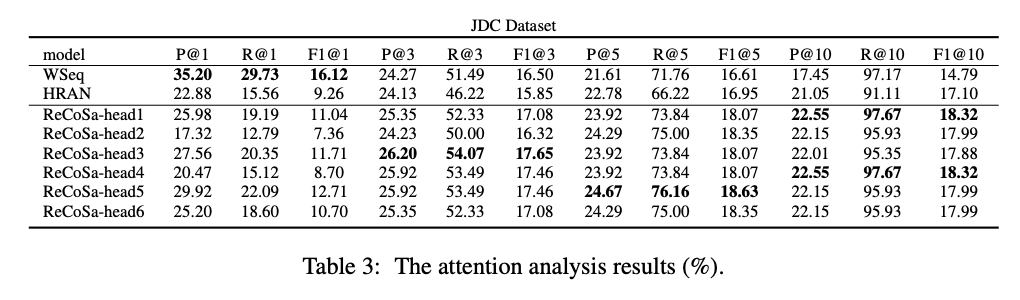 JDC Dataset
model P@1 R@1 F1@1 P@3 R@3 F1@3 P@5 R@5 F1@5 P@10 R@10 F1@10
WSeq 35.20 29.73 16.12 24.27 51.49 16.50 21.61 71.76 16.61 17.45 97.17 14.79
HRAN 22.88 15.56 9.26 24.13 46.22 15.85 22.78 66.22 16.95 21.05 91.11 17.10
ReCoSa-head1 25.98 19.19 11.04 25.35 52.33 17.08 23.92 73.84 18.07 22.55 97.67 18.32
ReCoSa-head2 17.32 12.79 7.36 24.23 50.00 16.32 24.29 75.00 18.35 22.15 95.93 17.99
ReCoSa-head3 27.56 20.35 11.71 26.20 54.07 17.65 23.92 73.84 18.07 22.01 95.35 17.88
ReCoSa-head4 20.47 15.12 8.70 25.92 53.49 17.46 23.92 73.84 18.07 22.55 97.67 18.32
ReCoSa-head5 29.92 22.09 12.71 25.92 53.49 17.46 24.67 76.16 18.63 22.15 95.93 17.99
ReCoSa-head6 25.20 18.60 10.70 25.35 52.33 17.08 24.29 75.00 18.35 22.15 95.93 17.99
Table 3: The attention analysis results (%).